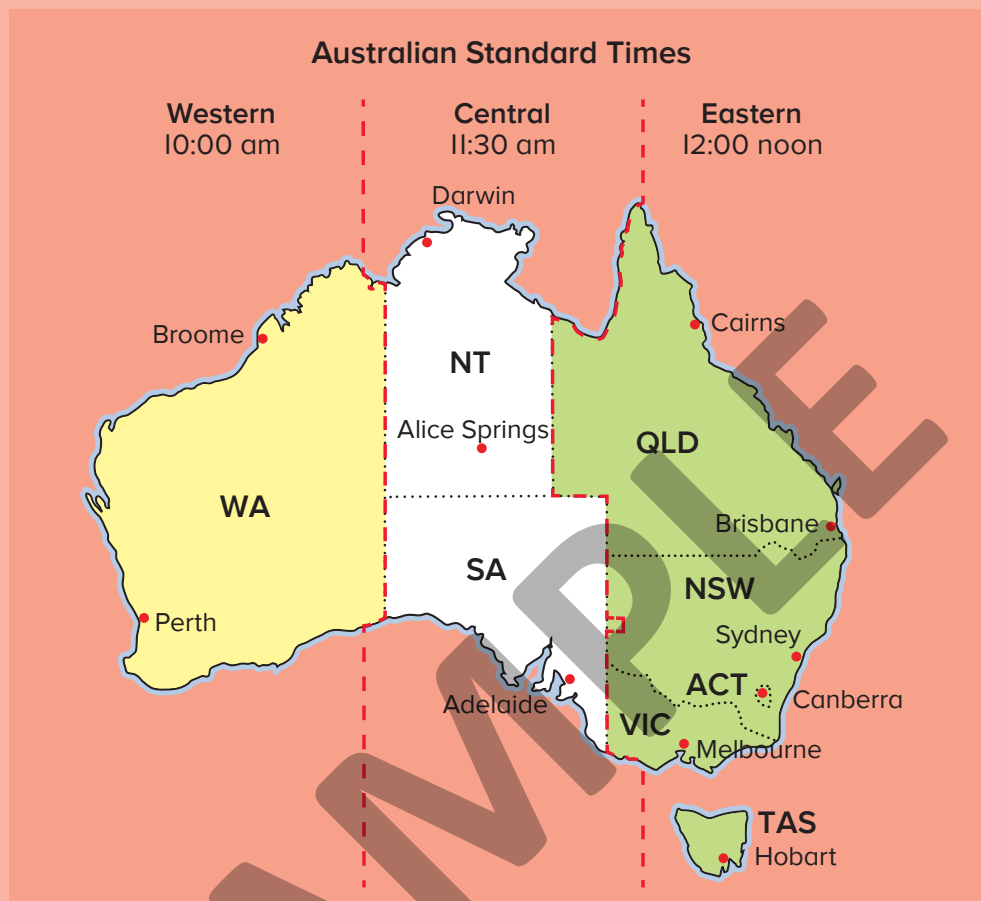 Australian Standard Times
Western
10:00 am
Central
11:30 am
Eastern
12:00 noon
Darwin
Broome
Cairns
NT
Alice Springs
QLD
WA
Brisbane
SA
NSW
Perth
Sydney
ACT
Canberra
Adelaide
VIC
Melbourne
TAS
Hobart
SAMPLE